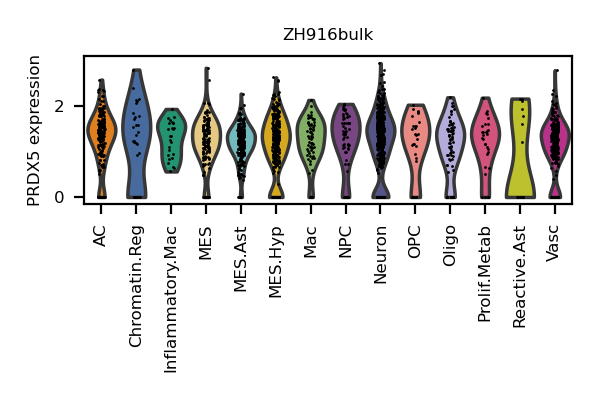 ZH916bulk
PRDX5 expression
2
0
AC
Chromatin.Reg
Inflammatory.Mac
MES
MES.Ast
MES.Hyp
Mac
NPC
Neuron
OPC
Oligo
Prolif.Metab
Reactive.Ast
Vasc